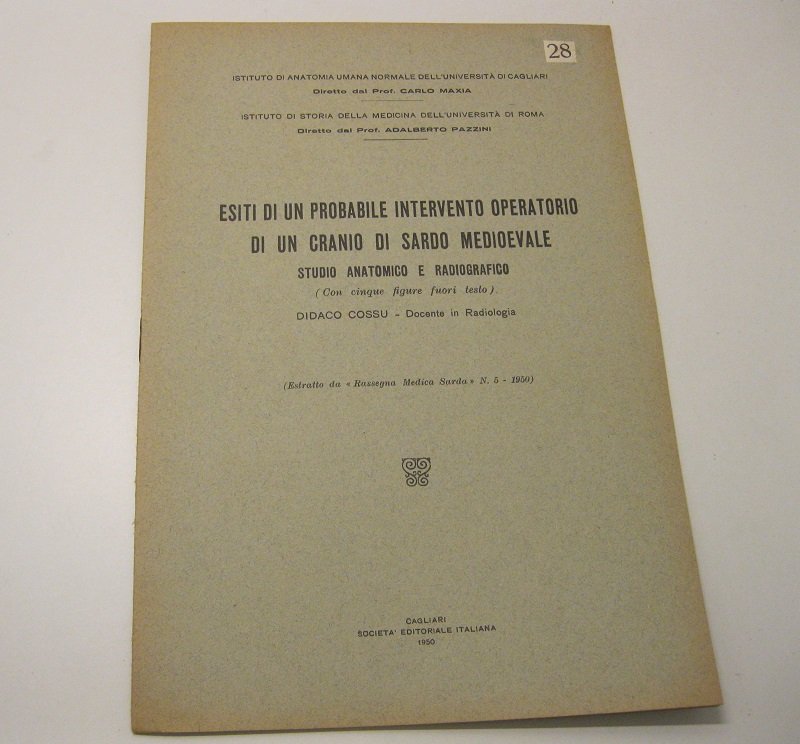 28
ISTITUTO DI ANATOMIA UMANA NORMALE DELL'UNIVERSITÀ DI CAGLIARI
Diretto dal Prof. CARLO MAXIA
ISTITUTO DI STORIA DELLA MEDICINA DELL'UNIVERSITÀ DI ROMA
Diretto dal Prof. ADALBERTO PAZZINI
ESITI DI UN PROBABILE INTERVENTO OPERATORIO
DI UN CRANIO DI SARDO MEDIOEVALE
STUDIO ANATOMICO E RADIOGRAFICO
(Con cinque figure fuori testo).
DIDACO COSSU - Docente in Radiologia
(Estratto da « Rassegna Medica Sarda » N. 5 - 1950)
CAGLIARI
SOCIETA' EDITORIALE ITALIANA
1950